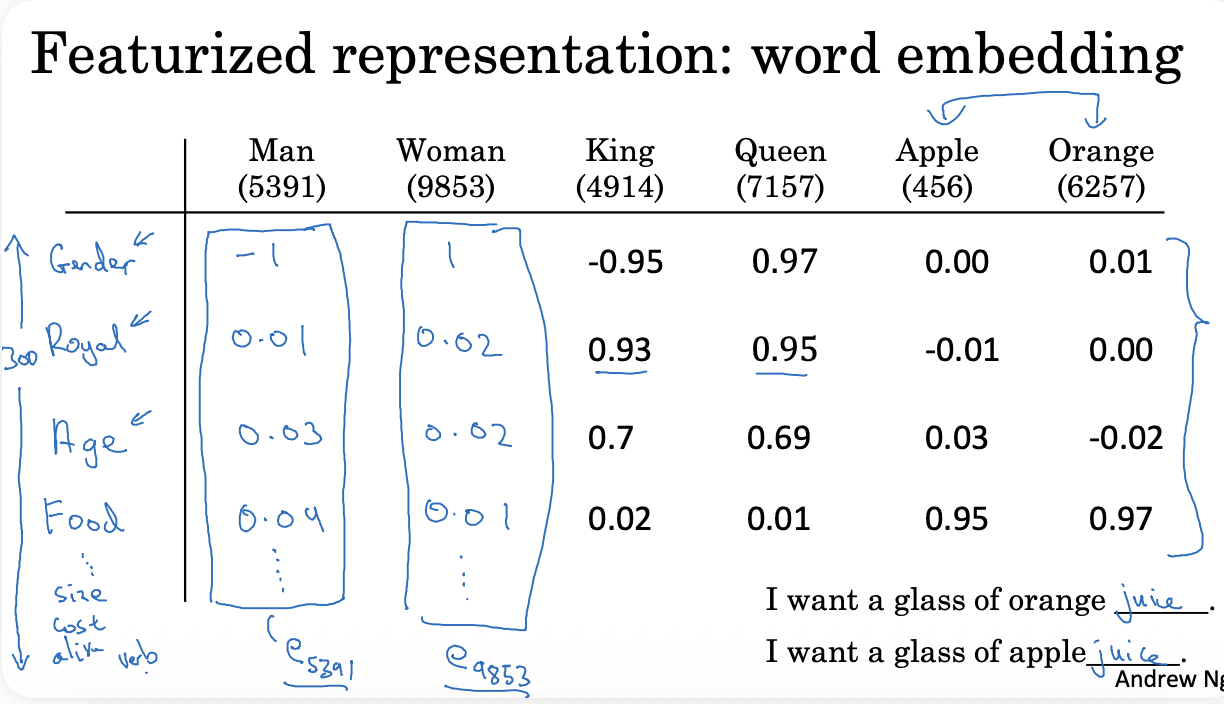 Featurized representation: word embedding
Man Woman King Queen Apple Orange
(5391) (9853) (4914) (7157) (456) (6257)
Gender -1 1 -0.95 0.97 0.00 0.01
300 Royal 0.01 0.02 0.93 0.95 -0.01 0.00
Age 0.03 0.02 0.7 0.69 0.03 -0.02
Food 0.09 0.01 0.02 0.01 0.95 0.97
size
cost
alive verb
e5391 e9853
I want a glass of orange juice.
I want a glass of apple juice.
Andrew Ng